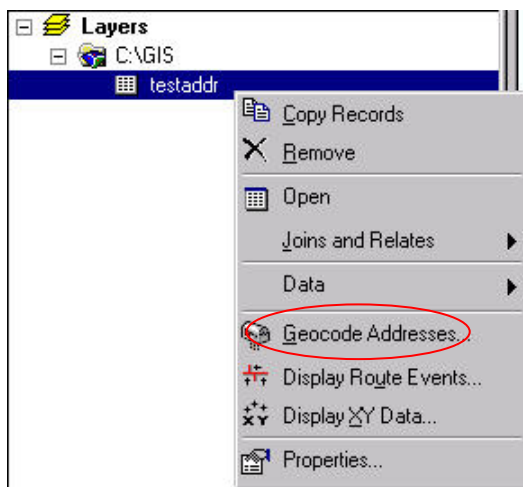 Layers
C:\GIS
testaddr
Copy Records
Remove
Open
Joins and Relates
Data
Geocode Addresses...
Display Route Events...
Display XY Data...
Properties...